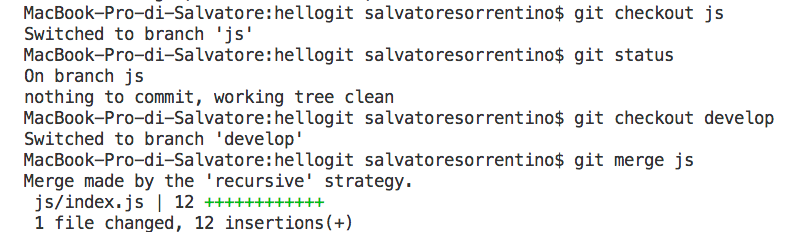 MacBook-Pro-di-Salvatore:hellogit salvatoresorrentino$ git checkout js
Switched to branch 'js'
MacBook-Pro-di-Salvatore:hellogit salvatoresorrentino$ git status
On branch js
nothing to commit, working tree clean
MacBook-Pro-di-Salvatore:hellogit salvatoresorrentino$ git checkout develop
Switched to branch 'develop'
MacBook-Pro-di-Salvatore:hellogit salvatoresorrentino$ git merge js
Merge made by the 'recursive' strategy.
 js/index.js | 12 ++++++++++++
 1 file changed, 12 insertions(+)